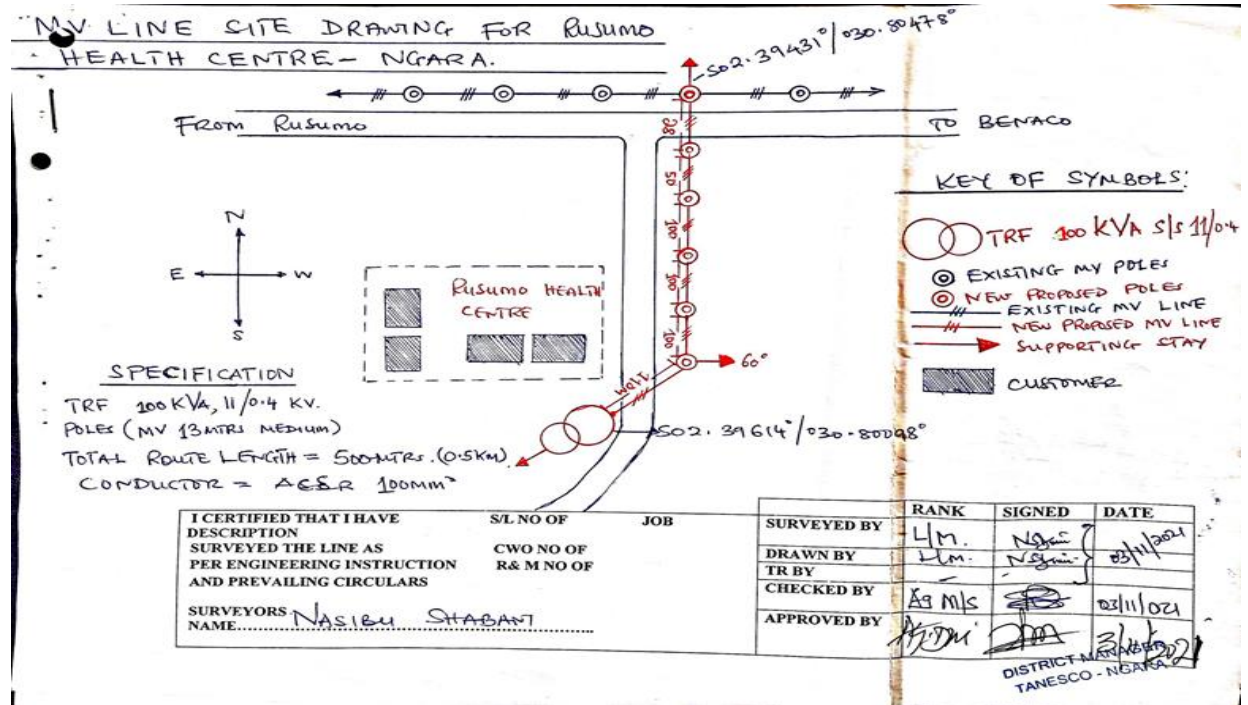 MV LINE SITE DRAWING FOR RUSUMO
HEALTH CENTRE - NGARA.
S02.39431°/030.80478°
FROM RUSUMO
TO BENACO
28
50
100
100
100
60°
110m
S02.39614°/030.80098°
N
E
W
S
RUSUMO HEALTH
CENTRE
KEY OF SYMBOLS:
TRF 100 KVA S/S 11/0.4
EXISTING MV POLES
NEW PROPOSED POLES
EXISTING MV LINE
NEW PROPOSED MV LINE
SUPPORTING STAY
CUSTOMER
SPECIFICATION
TRF 100 KVA, 11/0.4 KV.
POLES (MV 13MTRS MEDIUM)
TOTAL ROUTE LENGTH = 500MTRS. (0.5KM)
CONDUCTOR = 100MM²
I CERTIFIED THAT I HAVE S/L NO OF JOB
DESCRIPTION
SURVEYED THE LINE AS CWO NO OF
PER ENGINEERING INSTRUCTION R& M NO OF
AND PREVAILING CIRCULARS
SURVEYORS
NAME NASIBU SHABANI
RANK SIGNED DATE
SURVEYED BY L/M. 03/11/2021
DRAWN BY L/M.
TR BY
CHECKED BY Ag M/S 03/11/021
APPROVED BY 3/11/2021
DISTRICT MANAGER
TANESCO - NGARA